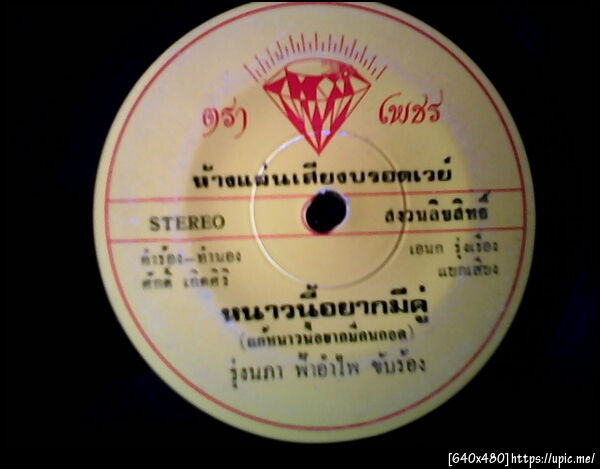 ตรา เพชร
ห้างแผ่นเสียงบรอดเวย์
STEREO
สงวนลิขสิทธิ์
คำร้อง-ทำนอง
ศักดิ์ เกิดศิริ
เอนก รุ่งเรือง
แยกเสียง
หนาวนี้อยากมีคู่
(แก้หนาวนี้อยากมีคนกอด)
รุ่งนภา ฟ้าอำไพ ขับร้อง
[640x480]https://upic.me/